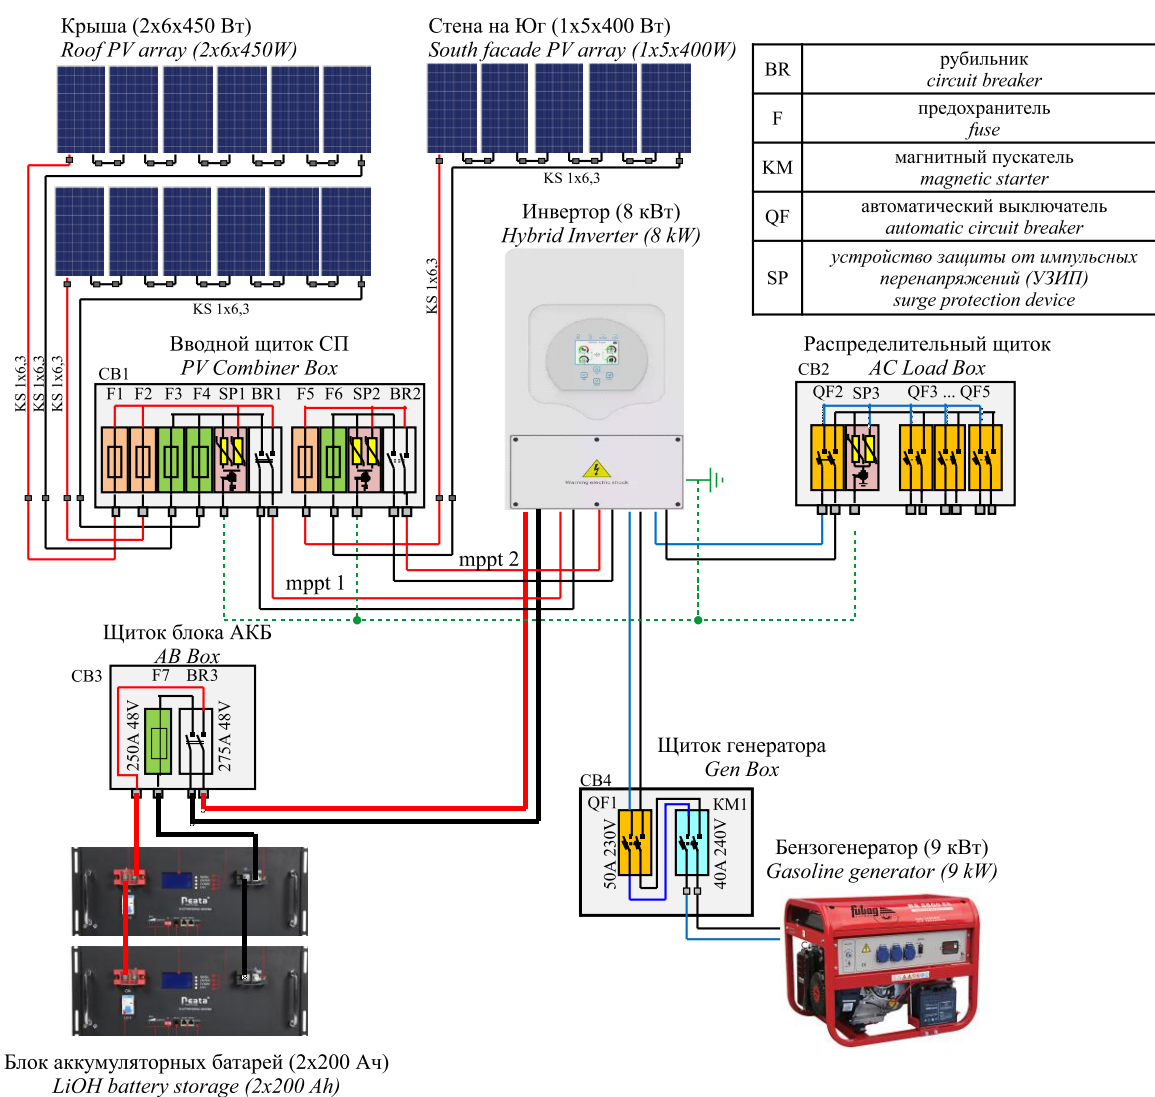 Крыша (2x6x450 Вт)
Roof PV array (2x6x450W)
Стена на Юг (1x5x400 Вт)
South facade PV array (1x5x400W)
BR
рубильник
circuit breaker
F
предохранитель
fuse
KM
магнитный пускатель
magnetic starter
QF
автоматический выключатель
automatic circuit breaker
SP
устройство защиты от импульсных
перенапряжений (УЗИП)
surge protection device
KS 1x6,3
KS 1x6,3
KS 1x6,3
KS 1x6,3
KS 1x6,3
KS 1x6,3
Инвертор (8 кВт)
Hybrid Inverter (8 kW)
Warning electric shock
Вводной щиток СП
PV Combiner Box
CB1
F1 F2 F3 F4 SP1 BR1 F5 F6 SP2 BR2
Распределительный щиток
AC Load Box
CB2
QF2 SP3 QF3 ... QF5
mppt 2
mppt 1
Щиток блока АКБ
AB Box
CB3
F7 BR3
250A 48V
275A 48V
Щиток генератора
Gen Box
CB4
QF1 KM1
50A 230V
40A 240V
Бензогенератор (9 кВт)
Gasoline generator (9 kW)
fubag
Блок аккумуляторных батарей (2x200 Ач)
LiOH battery storage (2x200 Ah)